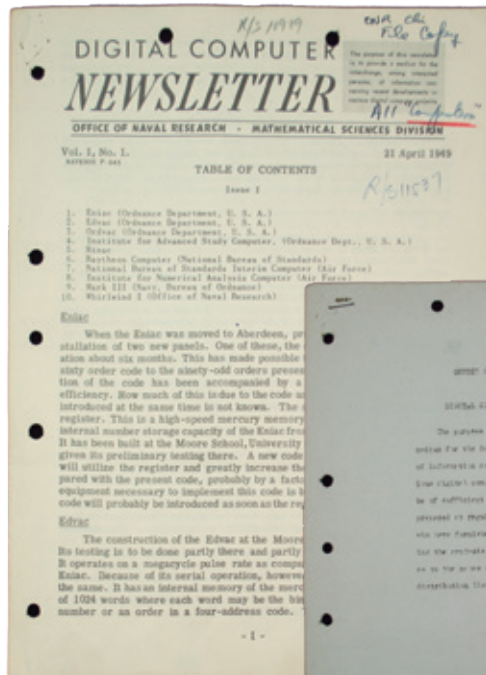 R/S 11979
ONR Chi
File Copy
DIGITAL COMPUTER
NEWSLETTER
The purpose of this newsletter
is to provide a medium for the
interchange, among interested
persons, of information con-
cerning recent developments in
various digital computer projects.
All Computers
OFFICE OF NAVAL RESEARCH · MATHEMATICAL SCIENCES DIVISION
Vol. 1, No. 1.
21 April 1949
TABLE OF CONTENTS
R/S11537
Issue 1
1. Eniac (Ordnance Department, U. S. A.)
2. Edvac (Ordnance Department, U. S. A.)
3. Ordvac (Ordnance Department, U. S. A.)
4. Institute for Advanced Study Computer, (Ordnance Dept., U. S. A.)
5. Binac
6. Raytheon Computer (National Bureau of Standards)
7. National Bureau of Standards Interim Computer (Air Force)
8. Institute for Numerical Analysis Computer (Air Force)
9. Mark III (Navy, Bureau of Ordnance)
10. Whirlwind I (Office of Naval Research)
Eniac
When the Eniac was moved to Aberdeen, pr
stallation of two new panels. One of these, the
ation about six months. This has made possible
sixty order code to the ninety-odd orders presen
tion of the code has been accompanied by a
efficiency. How much of this is due to the code an
introduced at the same time is not known. The
register. This is a high-speed mercury memory
internal number storage capacity of the Eniac from
It has been built at the Moore School, University
given its preliminary testing there. A new code
will utilize the register and greatly increase the
pared with the present code, probably by a facto
equipment necessary to implement this code is b
code will probably be introduced as soon as the reg
Edvac
The construction of the Edvac at the Moore
Its testing is to be done partly there and partly
It operates on a megacycle pulse rate as compa
Eniac. Because of its serial operation, howeve
the same. It has an internal memory of the merc
of 1024 words where each word may be the bin
number or an order in a four-address code.
- 1 -
The purpose